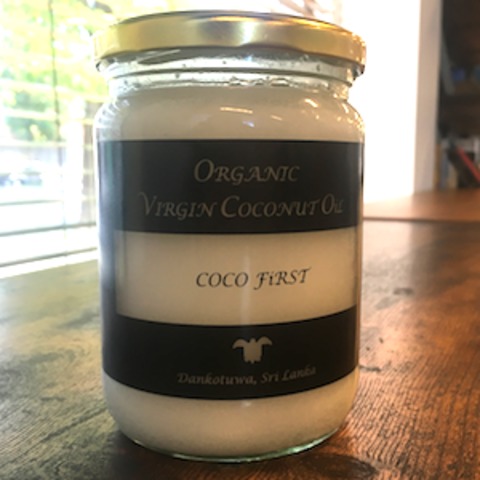 ORGANIC
VIRGIN COCONUT OIL
COCO FiRST
Dankotuwa, Sri Lanka